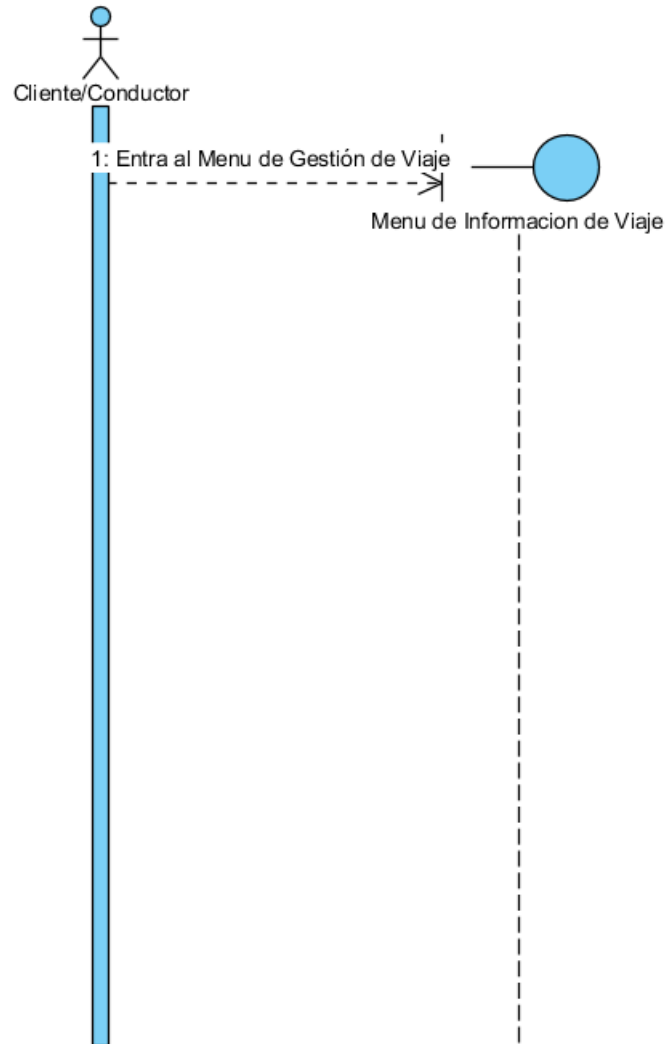 Cliente/Conductor
1: Entra al Menu de Gestión de Viaje
Menu de Informacion de Viaje